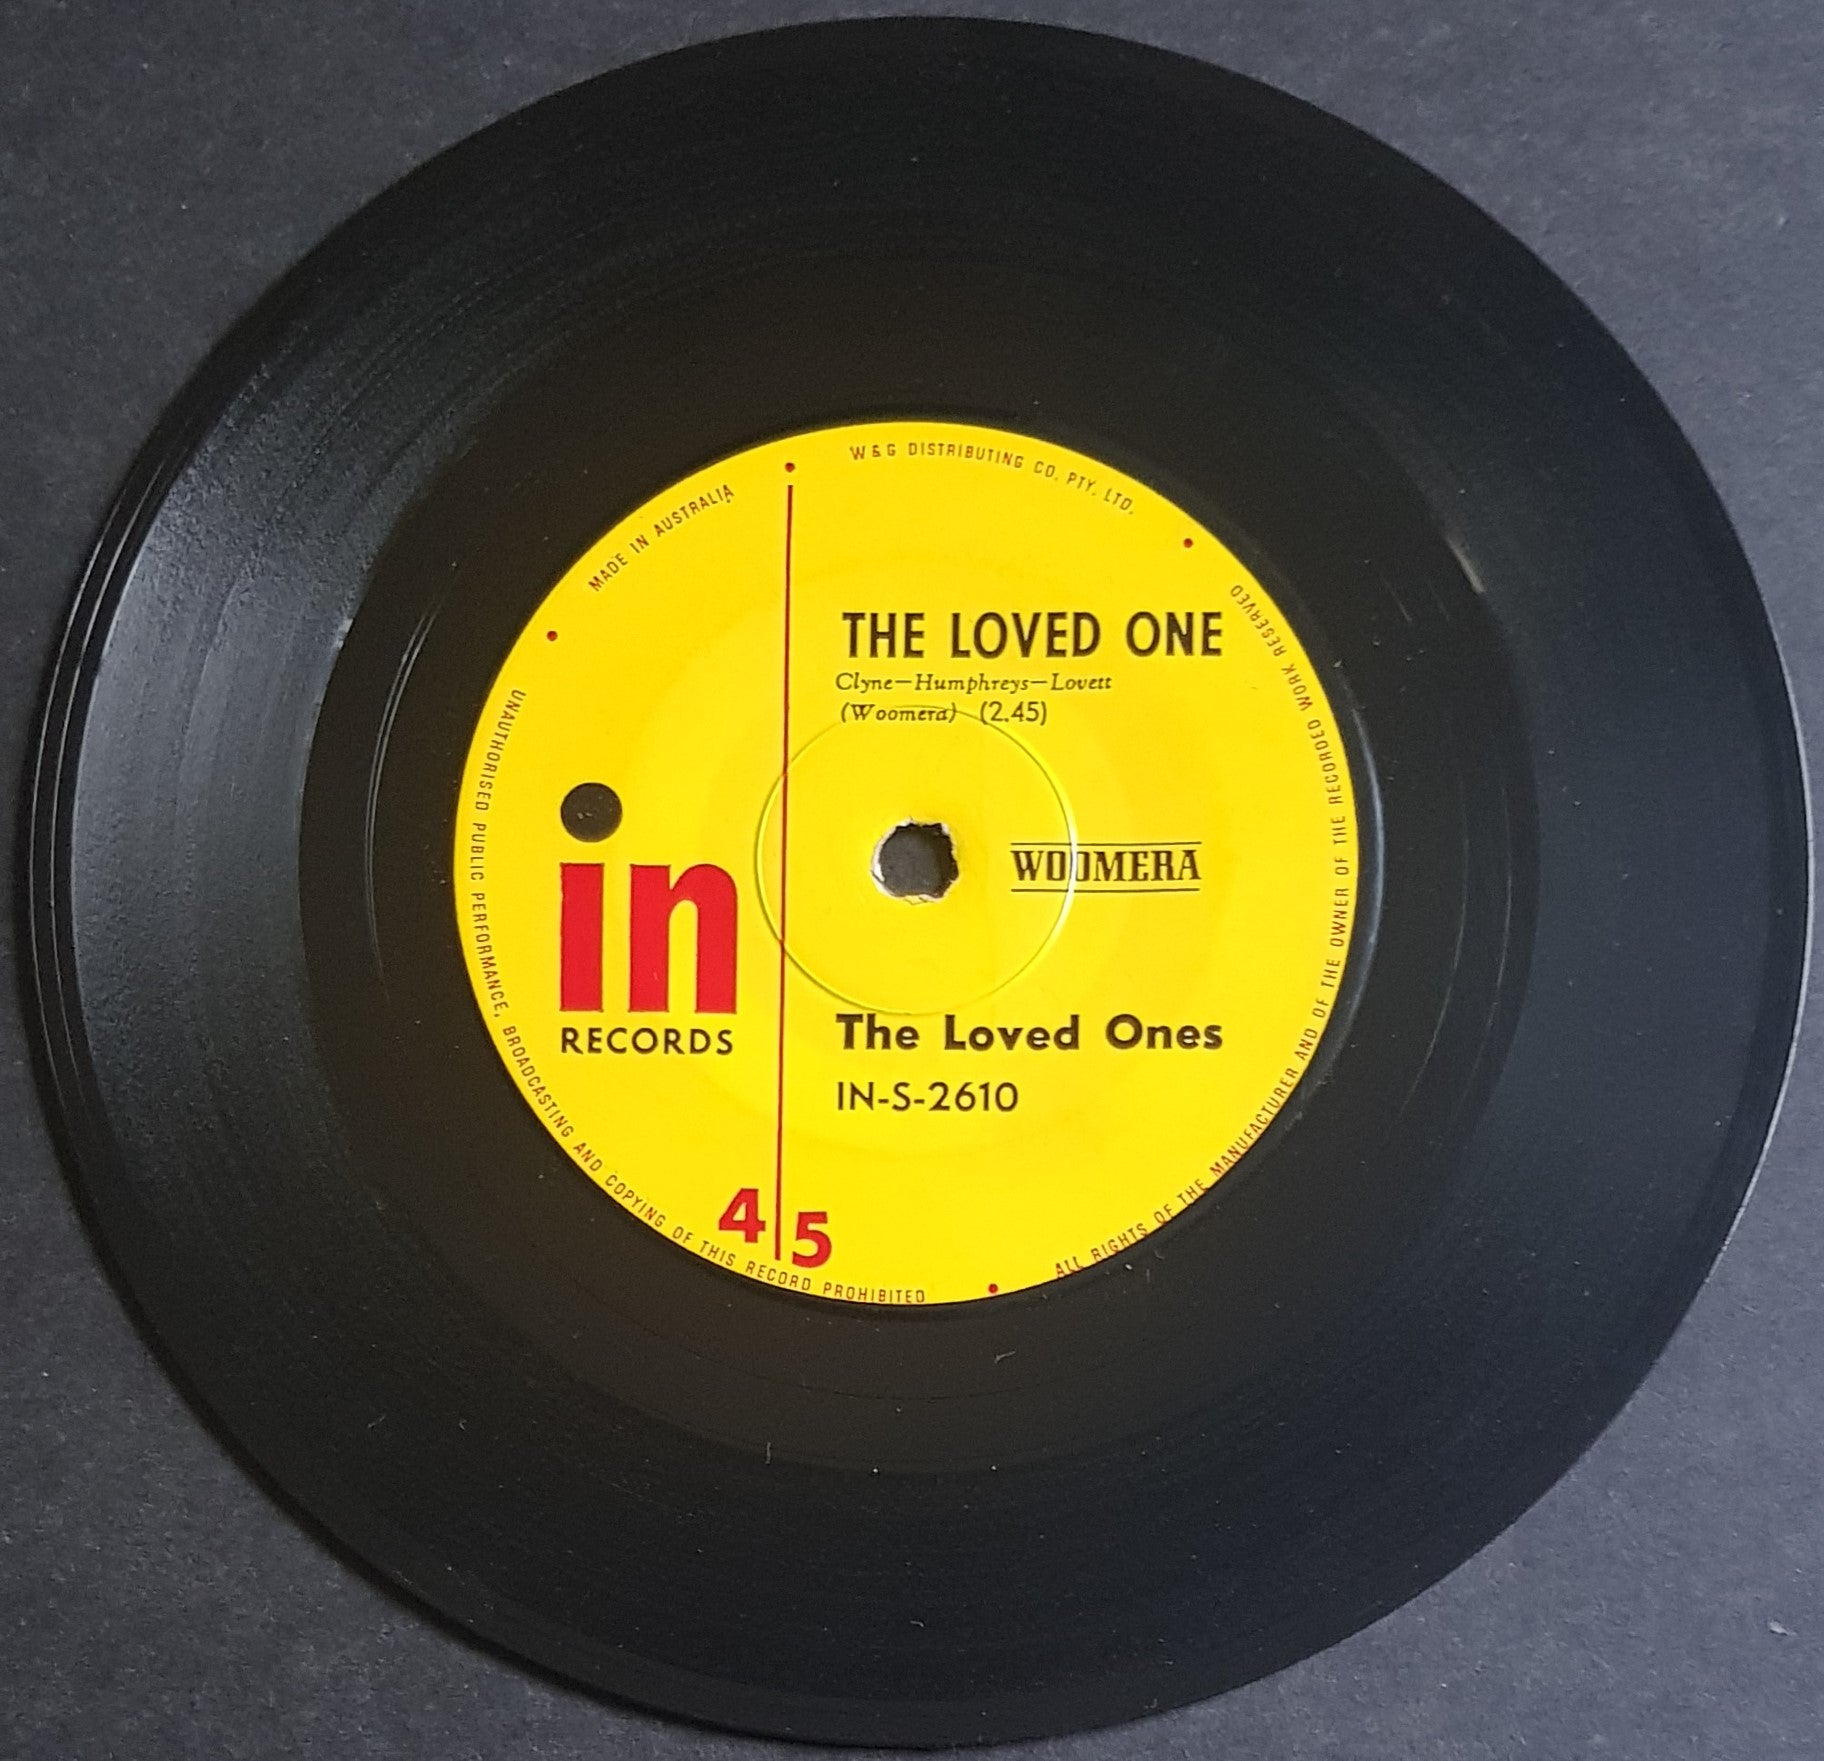 W & G DISTRIBUTING CO. PTY. LTD.
MADE IN AUSTRALIA
THE LOVED ONE
Clyne—Humphreys—Lovett
(Woomera) (2.45)
in
RECORDS
WOOMERA
The Loved Ones
IN-S-2610
45
UNAUTHORISED PUBLIC PERFORMANCE, BROADCASTING AND COPYING OF THIS RECORD PROHIBITED
ALL RIGHTS OF THE MANUFACTURER AND OF THE OWNER OF THE RECORDED WORK RESERVED